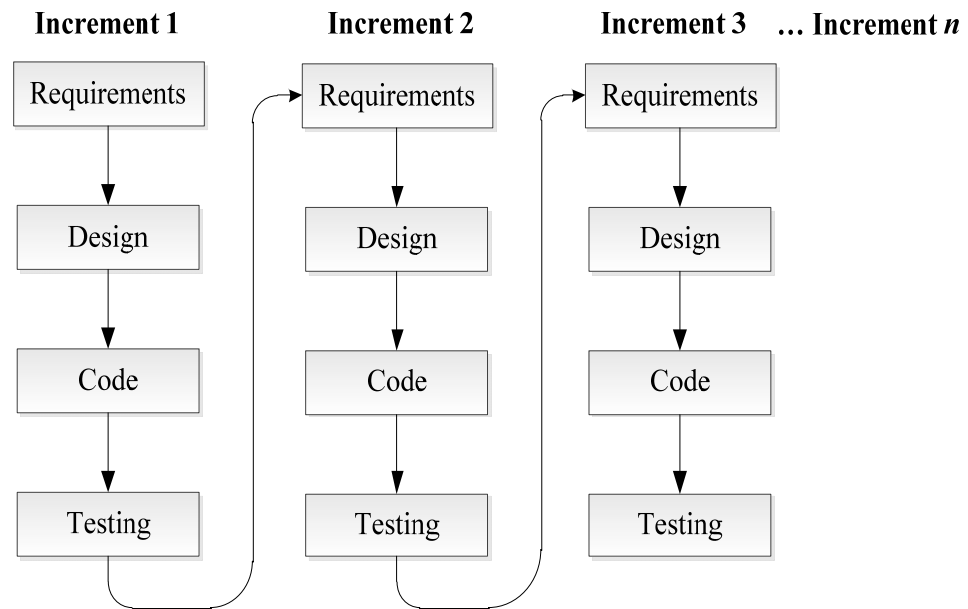 Increment 1
Increment 2
Increment 3
… Increment n
Requirements
Requirements
Requirements
Design
Design
Design
Code
Code
Code
Testing
Testing
Testing